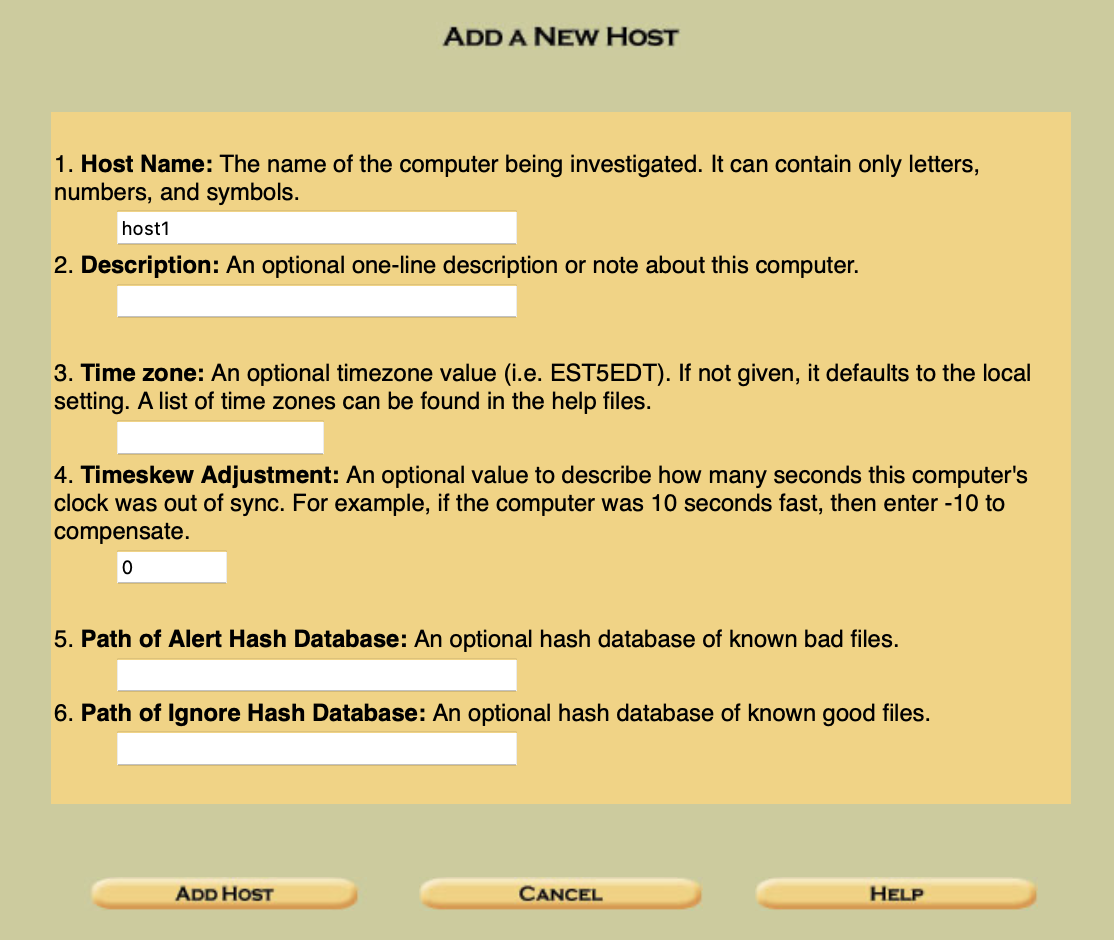 ADD A NEW HOST
1. Host Name: The name of the computer being investigated. It can contain only letters,
numbers, and symbols.
host1
2. Description: An optional one-line description or note about this computer.
3. Time zone: An optional timezone value (i.e. EST5EDT). If not given, it defaults to the local
setting. A list of time zones can be found in the help files.
4. Timeskew Adjustment: An optional value to describe how many seconds this computer's
clock was out of sync. For example, if the computer was 10 seconds fast, then enter -10 to
compensate.
0
5. Path of Alert Hash Database: An optional hash database of known bad files.
6. Path of Ignore Hash Database: An optional hash database of known good files.
ADD HOST CANCEL HELP